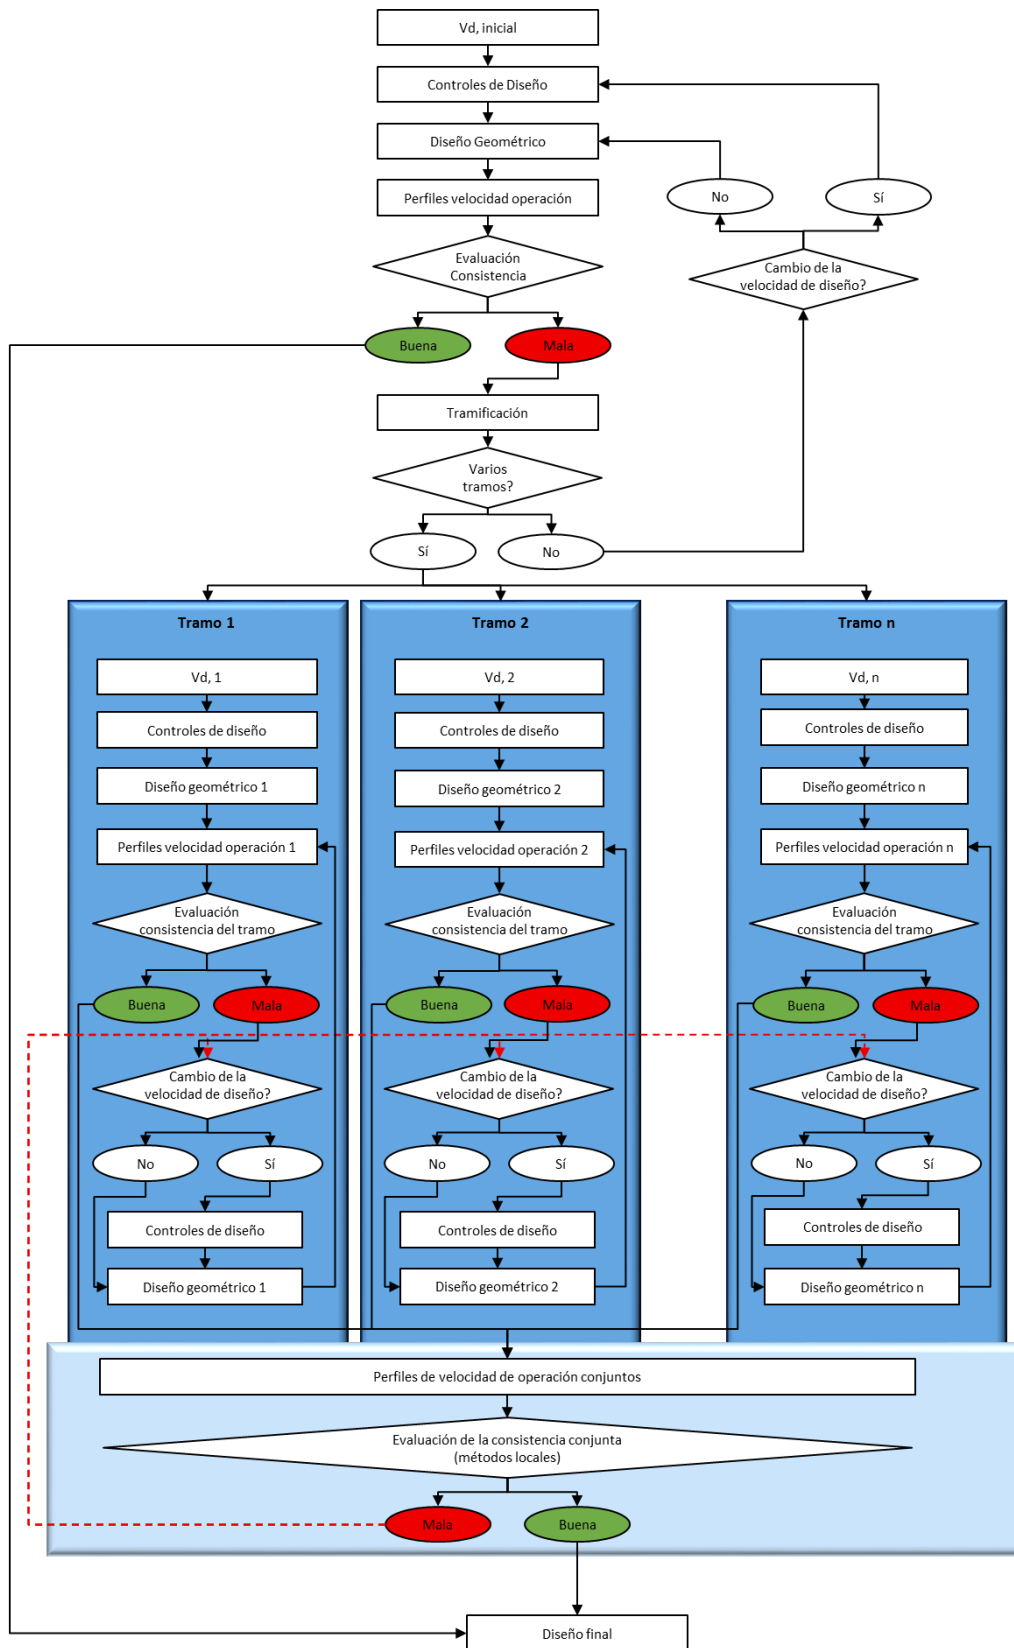 Vd, inicial
Controles de Diseño
Diseño Geométrico
Perfiles velocidad operación
No
Sí
Evaluación
Consistencia
Cambio de la
velocidad de diseño?
Buena
Mala
Tramificación
Varios
tramos?
Sí
No
Tramo 1
Vd, 1
Controles de diseño
Diseño geométrico 1
Perfiles velocidad operación 1
Evaluación
consistencia del tramo
Buena
Mala
Cambio de la
velocidad de diseño?
No
Sí
Controles de diseño
Diseño geométrico 1
Tramo 2
Vd, 2
Controles de diseño
Diseño geométrico 2
Perfiles velocidad operación 2
Evaluación
consistencia del tramo
Buena
Mala
Cambio de la
velocidad de diseño?
No
Sí
Controles de diseño
Diseño geométrico 2
Tramo n
Vd, n
Controles de diseño
Diseño geométrico n
Perfiles velocidad operación n
Evaluación
consistencia del tramo
Buena
Mala
Cambio de la
velocidad de diseño?
No
Sí
Controles de diseño
Diseño geométrico n
Perfiles de velocidad de operación conjuntos
Evaluación de la consistencia conjunta
(métodos locales)
Mala
Buena
Diseño final